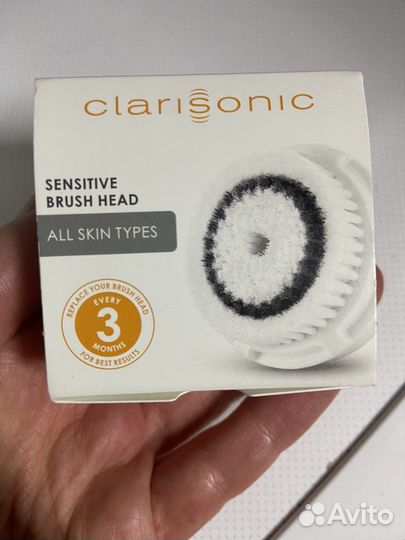 clarisonic
SENSITIVE
BRUSH HEAD
ALL SKIN TYPES
REPLACE YOUR BRUSH HEAD
EVERY
3
MONTHS
FOR BEST RESULTS
Avito